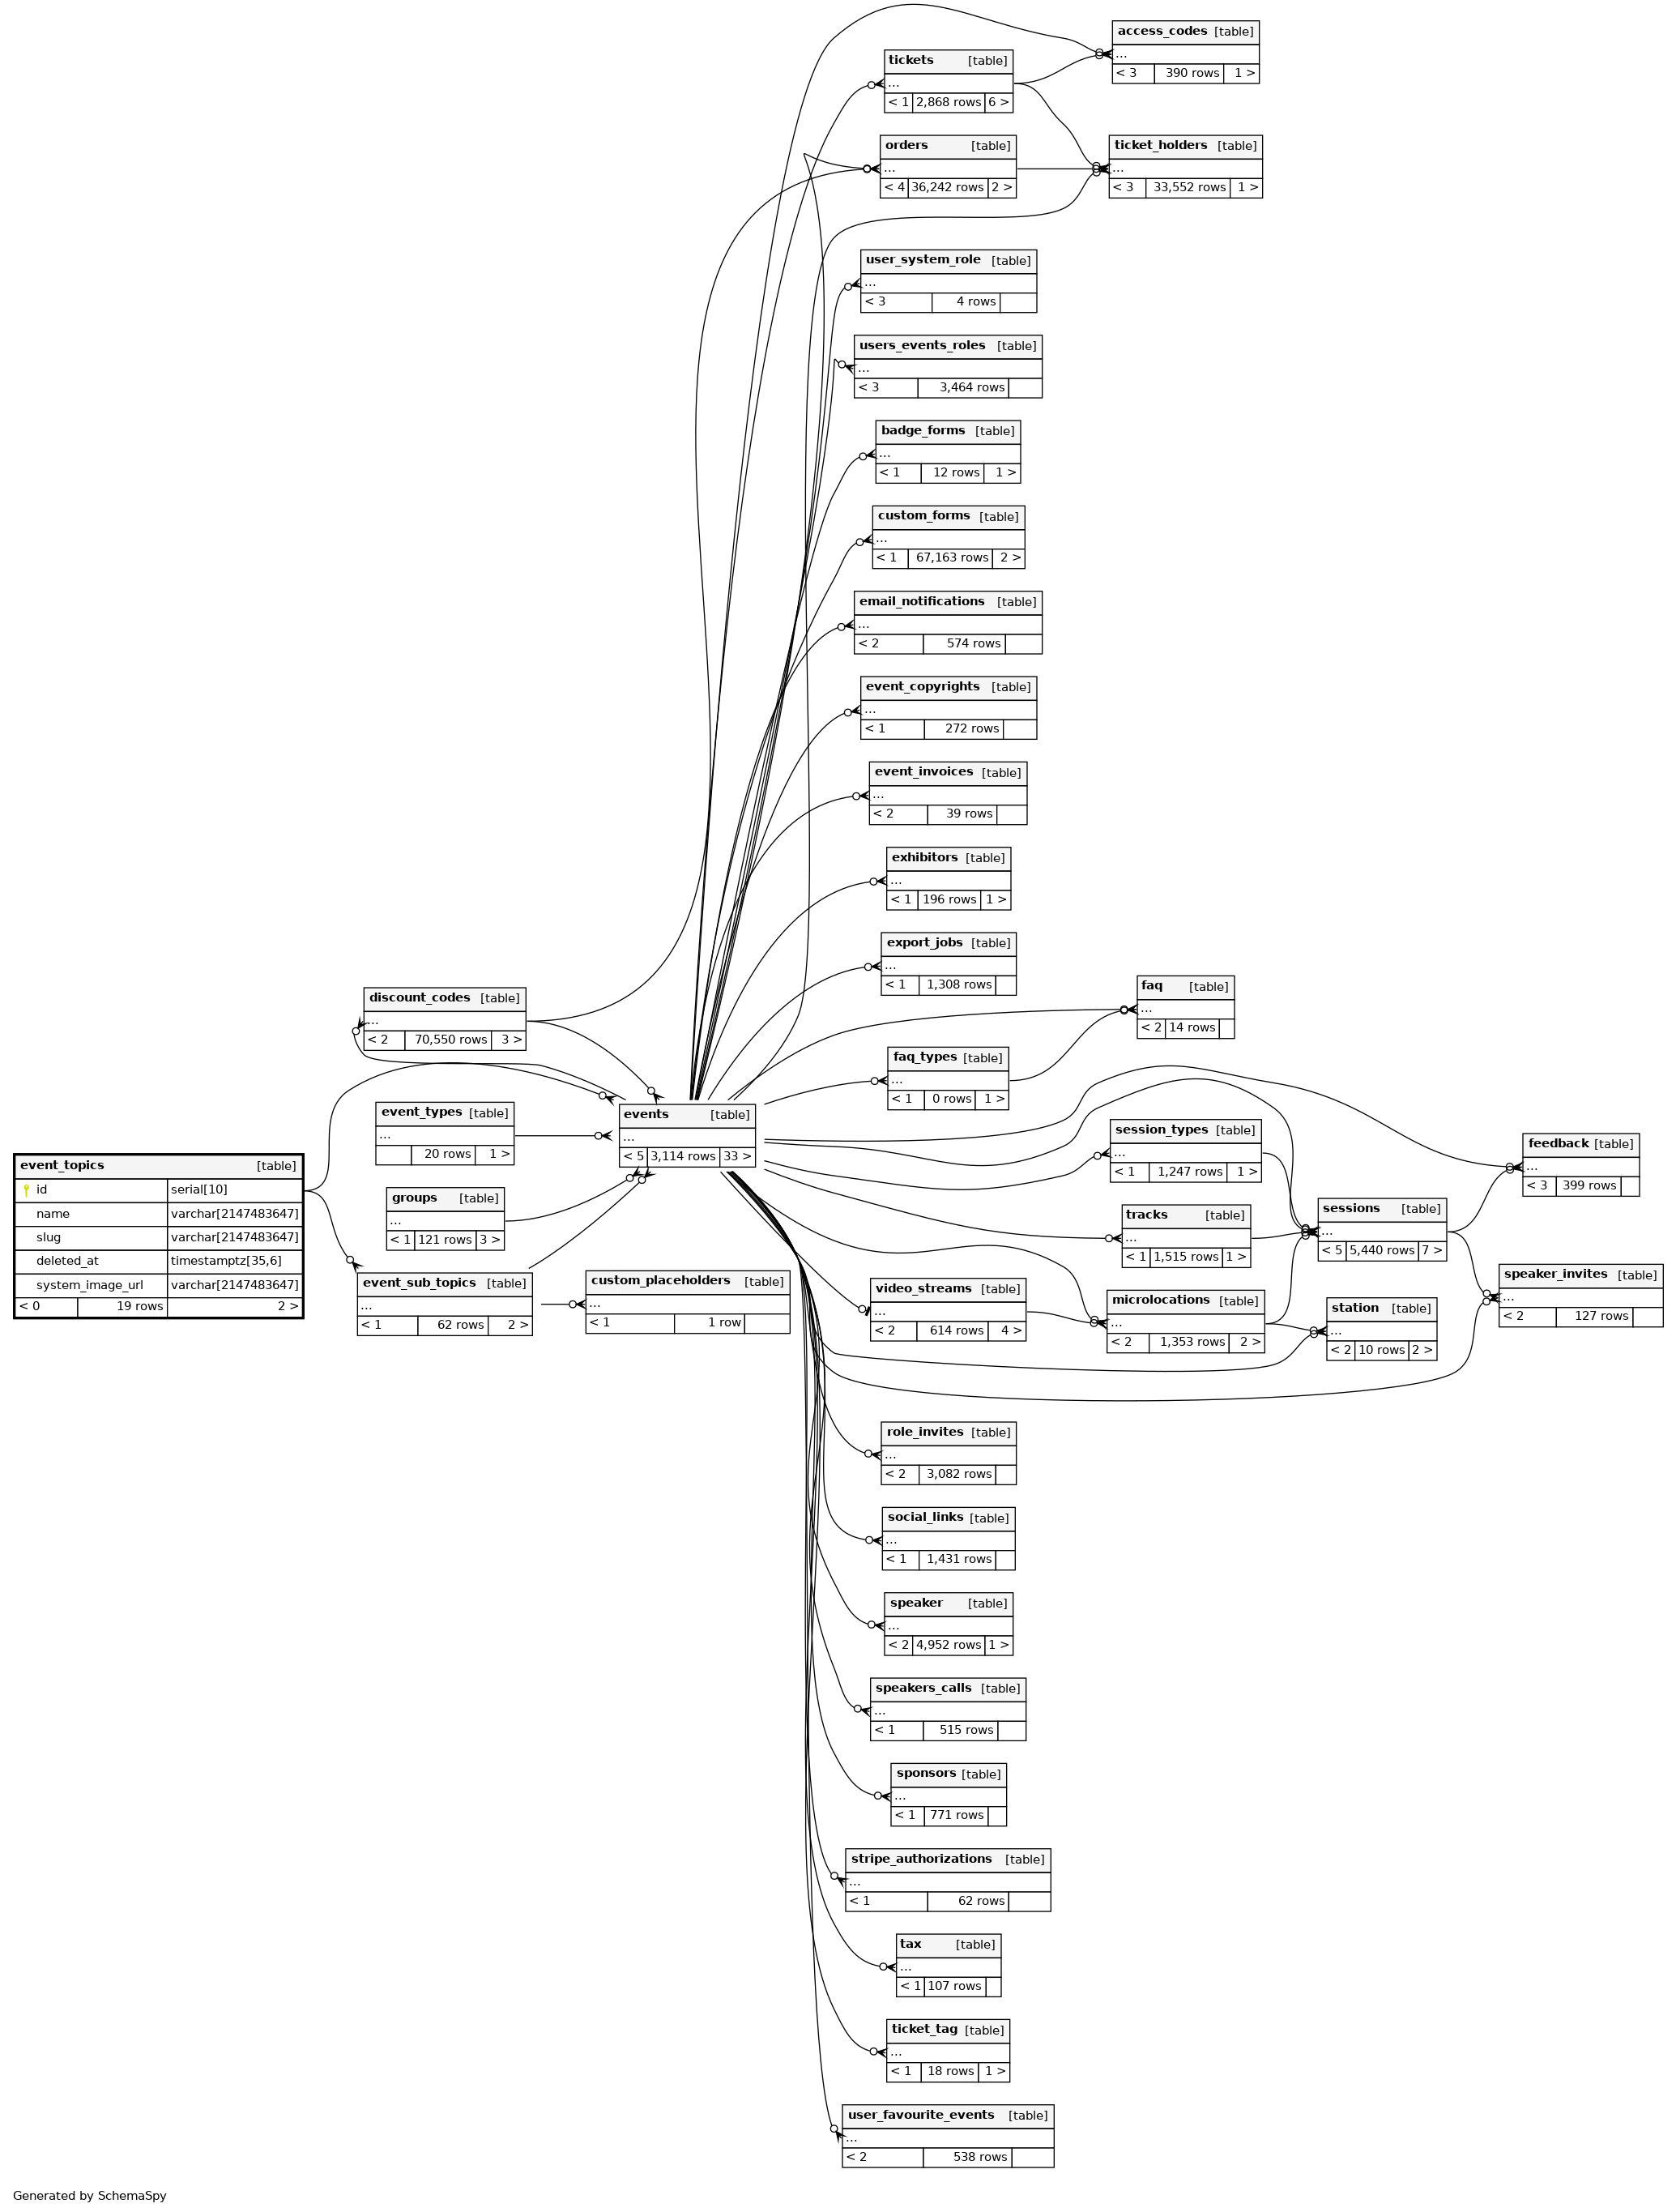 access_codes [table]
...
< 3 390 rows 1 >
tickets [table]
...
< 1 2,868 rows 6 >
orders [table]
...
< 4 36,242 rows 2 >
ticket_holders [table]
...
< 3 33,552 rows 1 >
user_system_role [table]
...
< 3 4 rows
users_events_roles [table]
...
< 3 3,464 rows
badge_forms [table]
...
< 1 12 rows 1 >
custom_forms [table]
...
< 1 67,163 rows 2 >
email_notifications [table]
...
< 2 574 rows
event_copyrights [table]
...
< 1 272 rows
event_invoices [table]
...
< 2 39 rows
exhibitors [table]
...
< 1 196 rows 1 >
export_jobs [table]
...
< 1 1,308 rows
faq [table]
...
< 2 14 rows
discount_codes [table]
...
< 2 70,550 rows 3 >
faq_types [table]
...
< 1 0 rows 1 >
event_types [table]
...
20 rows 1 >
events [table]
...
< 5 3,114 rows 33 >
session_types [table]
...
< 1 1,247 rows 1 >
feedback [table]
...
< 3 399 rows
event_topics [table]
id serial[10]
name varchar[2147483647]
slug varchar[2147483647]
deleted_at timestamptz[35,6]
system_image_url varchar[2147483647]
< 0 19 rows 2 >
groups [table]
...
< 1 121 rows 3 >
tracks [table]
...
< 1 1,515 rows 1 >
sessions [table]
...
< 5 5,440 rows 7 >
event_sub_topics [table]
...
< 1 62 rows 2 >
custom_placeholders [table]
...
< 1 1 row
video_streams [table]
...
< 2 614 rows 4 >
microlocations [table]
...
< 2 1,353 rows 2 >
station [table]
...
< 2 10 rows 2 >
speaker_invites [table]
...
< 2 127 rows
role_invites [table]
...
< 2 3,082 rows
social_links [table]
...
< 1 1,431 rows
speaker [table]
...
< 2 4,952 rows 1 >
speakers_calls [table]
...
< 1 515 rows
sponsors [table]
...
< 1 771 rows
stripe_authorizations [table]
...
< 1 62 rows
tax [table]
...
< 1 107 rows
ticket_tag [table]
...
< 1 18 rows 1 >
user_favourite_events [table]
...
< 2 538 rows
Generated by SchemaSpy